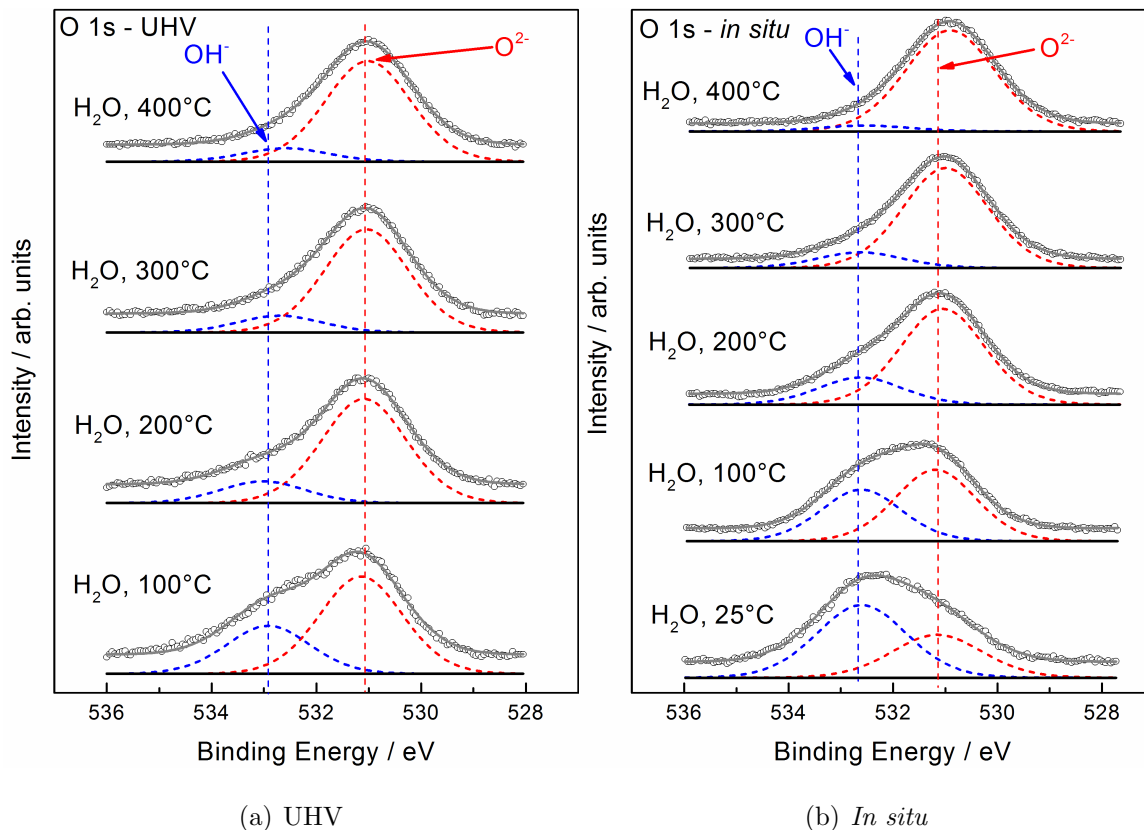 O 1s - UHV
OH⁻
O²⁻
H₂O, 400°C
H₂O, 300°C
H₂O, 200°C
H₂O, 100°C
Intensity / arb. units
536 534 531 530 528
Binding Energy / eV
(a) UHV
O 1s - in situ
OH⁻
O²⁻
H₂O, 400°C
H₂O, 300°C
H₂O, 200°C
H₂O, 100°C
H₂O, 25°C
Intensity / arb. units
536 534 531 530 528
Binding Energy / eV
(b) In situ